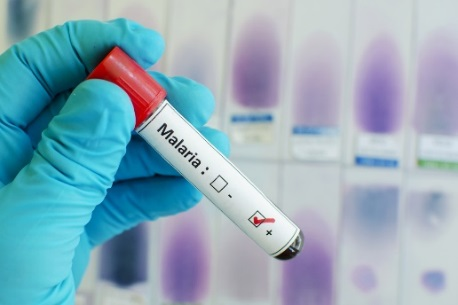 Malaria : ☐ -
☑ +